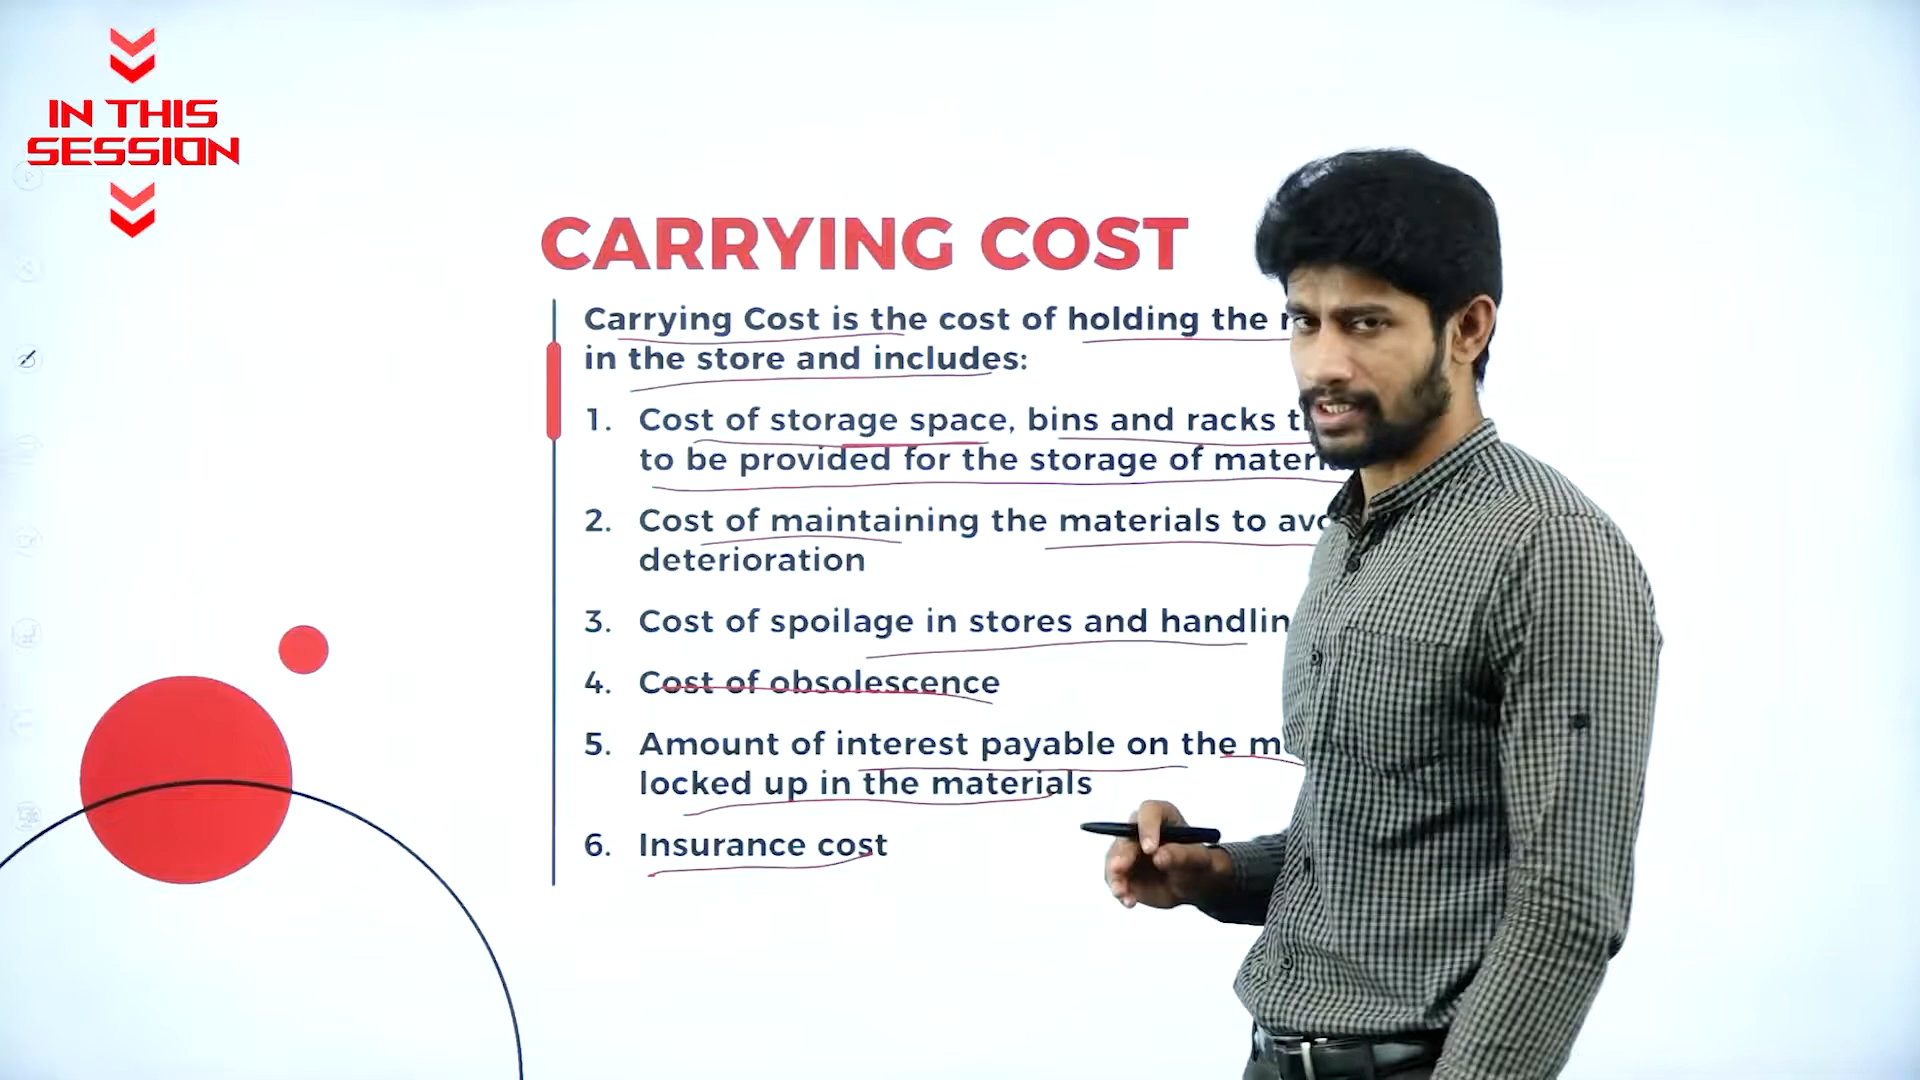 IN THIS
SESSION
CARRYING COST
Carrying Cost is the cost of holding the
in the store and includes:
1. Cost of storage space, bins and racks
to be provided for the storage of
2. Cost of maintaining the materials to
deterioration
3. Cost of spoilage in stores and
4. Cost of obsolescence
5. Amount of interest payable on the
locked up in the materials
6. Insurance cost